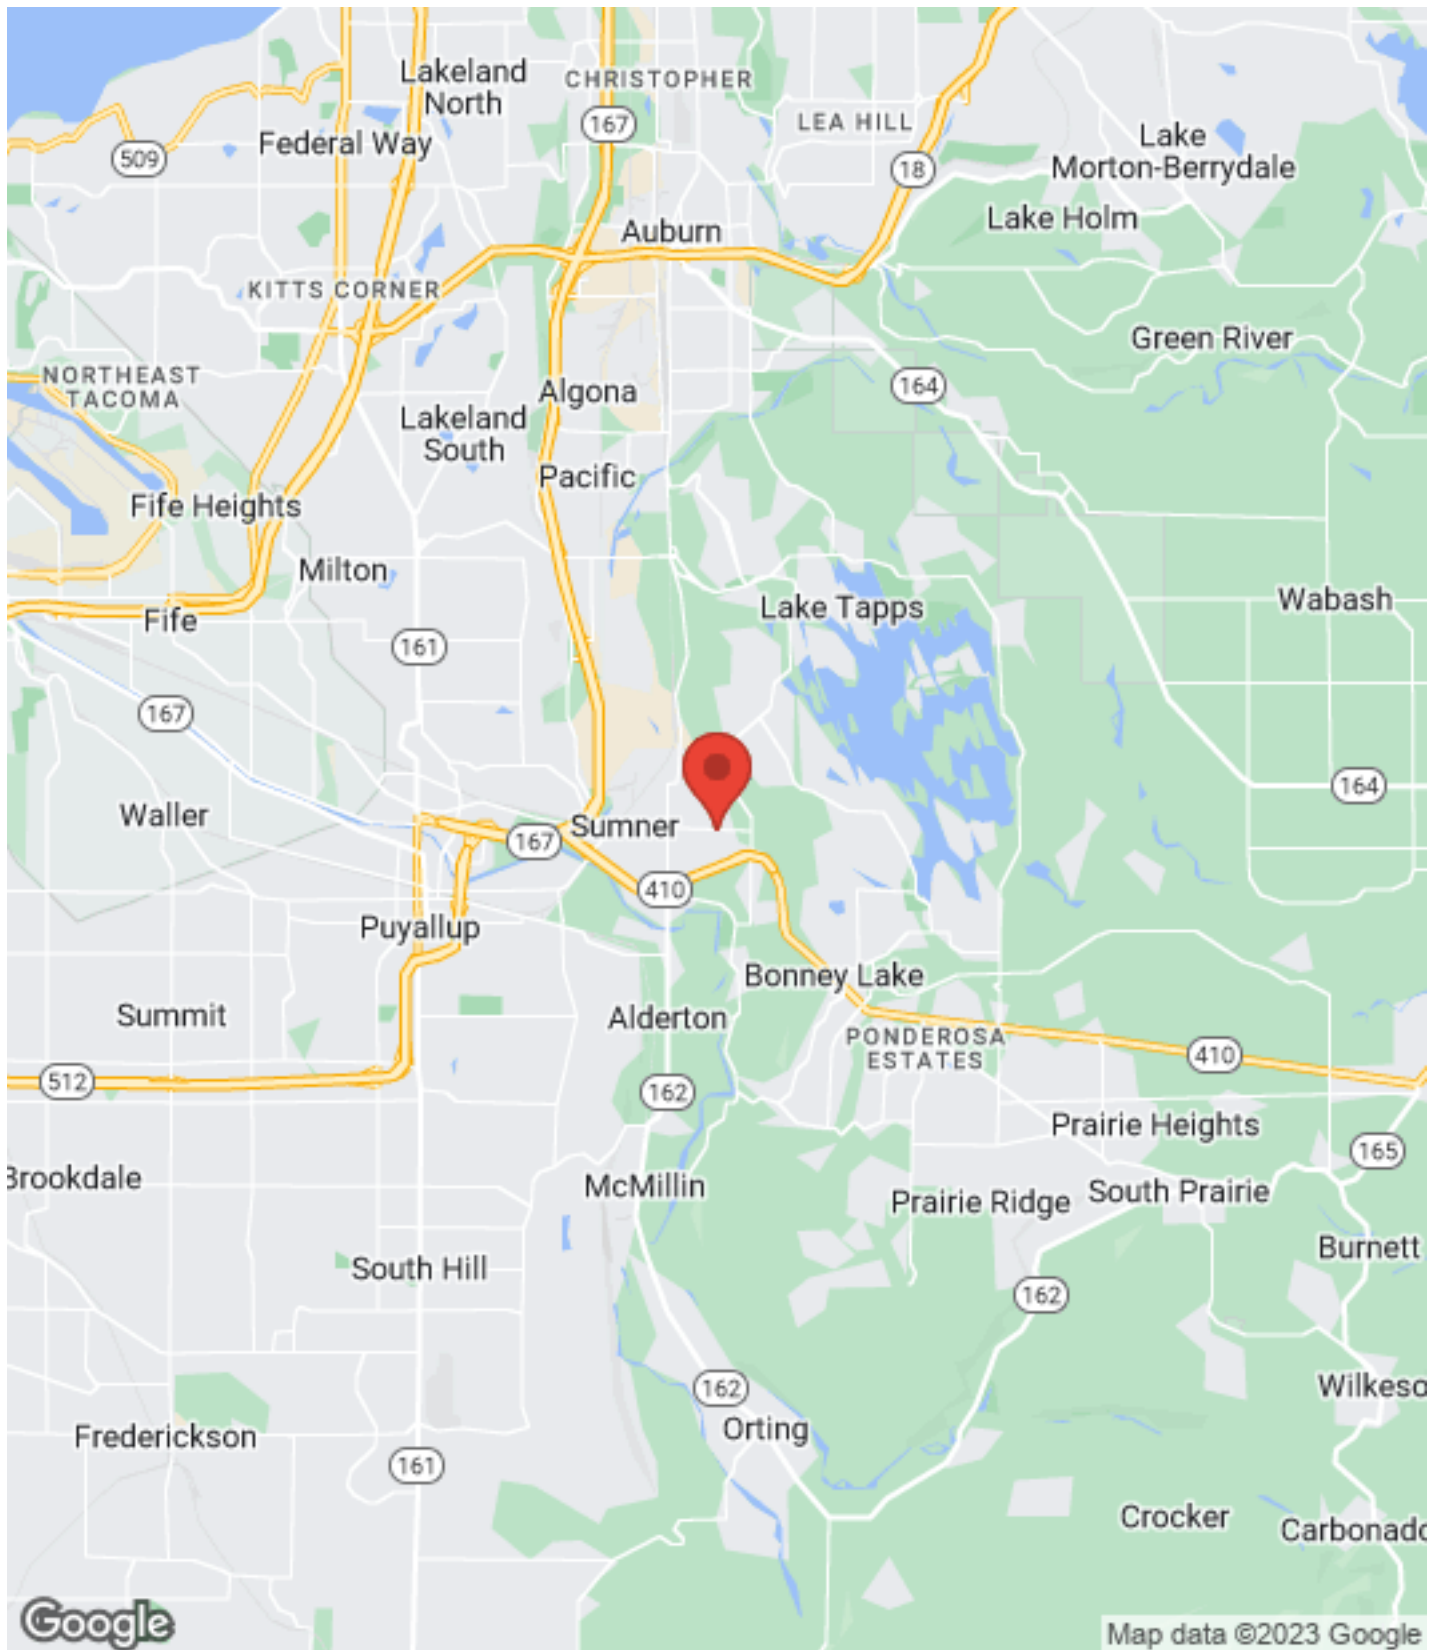 Lakeland
North
CHRISTOPHER
167
LEA HILL
Federal Way
509
18
Lake
Morton-Berrydale
Lake Holm
Auburn
KITTS CORNER
Green River
NORTHEAST
TACOMA
164
Algona
Lakeland
South
Pacific
Fife Heights
Milton
Lake Tapps
Wabash
Fife
161
167
164
Waller
Sumner
167
410
Puyallup
Bonney Lake
Summit
Alderton
PONDEROSA
ESTATES
410
512
162
Prairie Heights
165
Brookdale
McMillin
Prairie Ridge
South Prairie
Burnett
South Hill
162
162
Wilkeso
Orting
Frederickson
161
Crocker
Carbonado
Google
Map data ©2023 Google